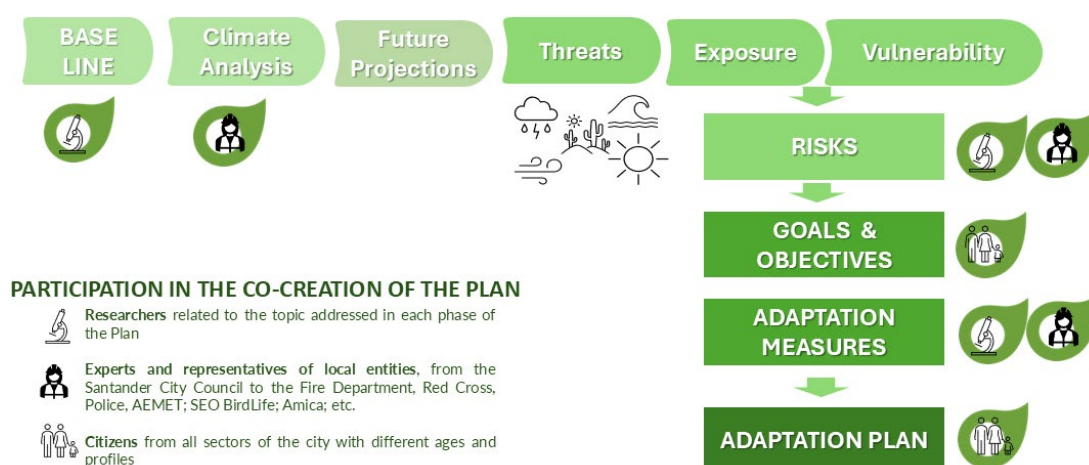 BASE
LINE
Climate
Analysis
Future
Projections
Threats
Exposure
Vulnerability
RISKS
GOALS &
OBJECTIVES
ADAPTATION
MEASURES
ADAPTATION PLAN
PARTICIPATION IN THE CO-CREATION OF THE PLAN
Researchers related to the topic addressed in each phase of
the Plan
Experts and representatives of local entities, from the
Santander City Council to the Fire Department, Red Cross,
Police, AEMET; SEO BirdLife; Amica; etc.
Citizens from all sectors of the city with different ages and
profiles